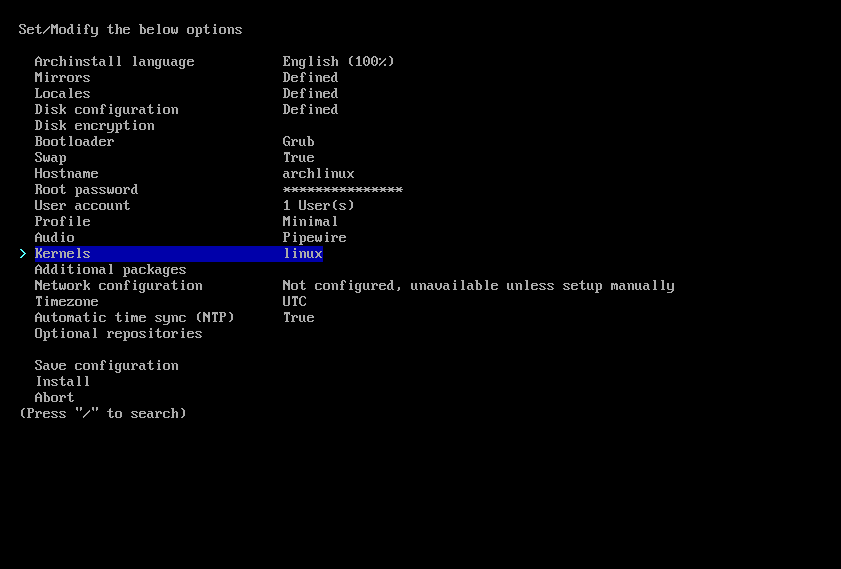 Set/Modify the below options
Archinstall language English (100%)
Mirrors Defined
Locales Defined
Disk configuration Defined
Disk encryption
Bootloader Grub
Swap True
Hostname archlinux
Root password ***************
User account 1 User(s)
Profile Minimal
Audio Pipewire
> Kernels linux
Additional packages
Network configuration Not configured, unavailable unless setup manually
Timezone UTC
Automatic time sync (NTP) True
Optional repositories
Save configuration
Install
Abort
(Press "/" to search)